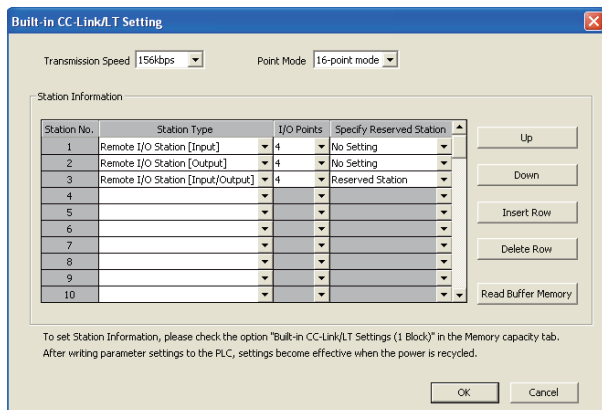 Built-in CC-Link/LT Setting
Transmission Speed 156kbps Point Mode 16-point mode
Station Information
Station No. Station Type I/O Points Specify Reserved Station
1 Remote I/O Station [Input] 4 No Setting
2 Remote I/O Station [Output] 4 No Setting
3 Remote I/O Station [Input/Output] 4 Reserved Station
4
5
6
7
8
9
10
Up
Down
Insert Row
Delete Row
Read Buffer Memory
To set Station Information, please check the option "Built-in CC-Link/LT Settings (1 Block)" in the Memory capacity tab.
After writing parameter settings to the PLC, settings become effective when the power is recycled.
OK Cancel